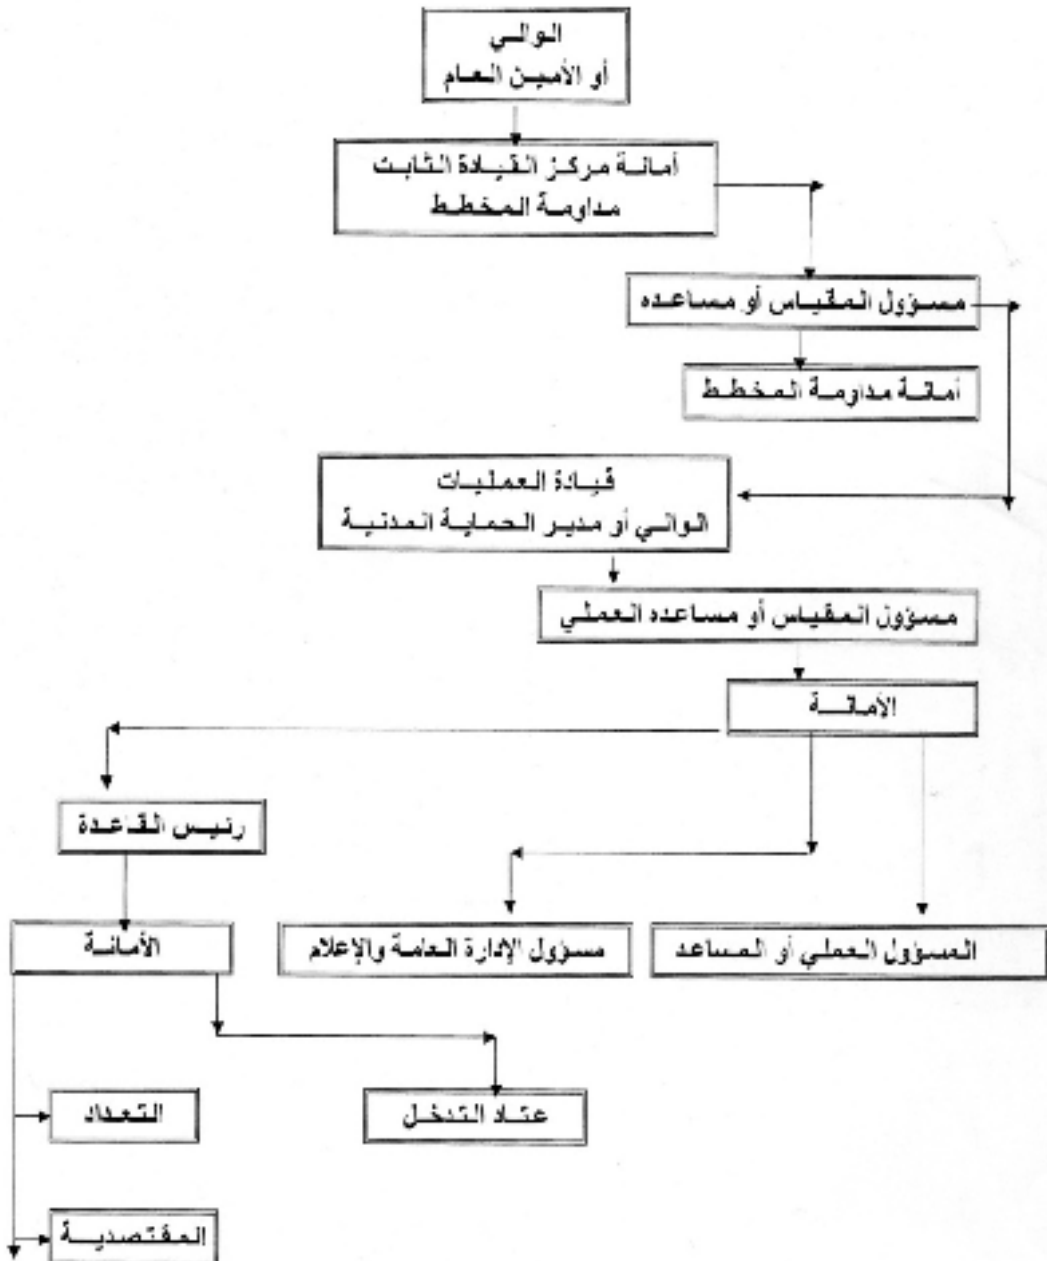 الوالي
أو الأمين العام
أمانة مركز القيادة الثابت
مداومة المخطط
مسؤول المقياس أو مساعده
أمانة مداومة المخطط
قيادة العمليات
الوالي أو مدير الحماية المدنية
مسؤول المقياس أو مساعده العملي
الأمانة
رئيس القاعدة
المسؤول العملي أو المساعد
مسؤول الإدارة العامة والإعلام
الأمانة
عتاد التدخل
التعداد
المقتصدية